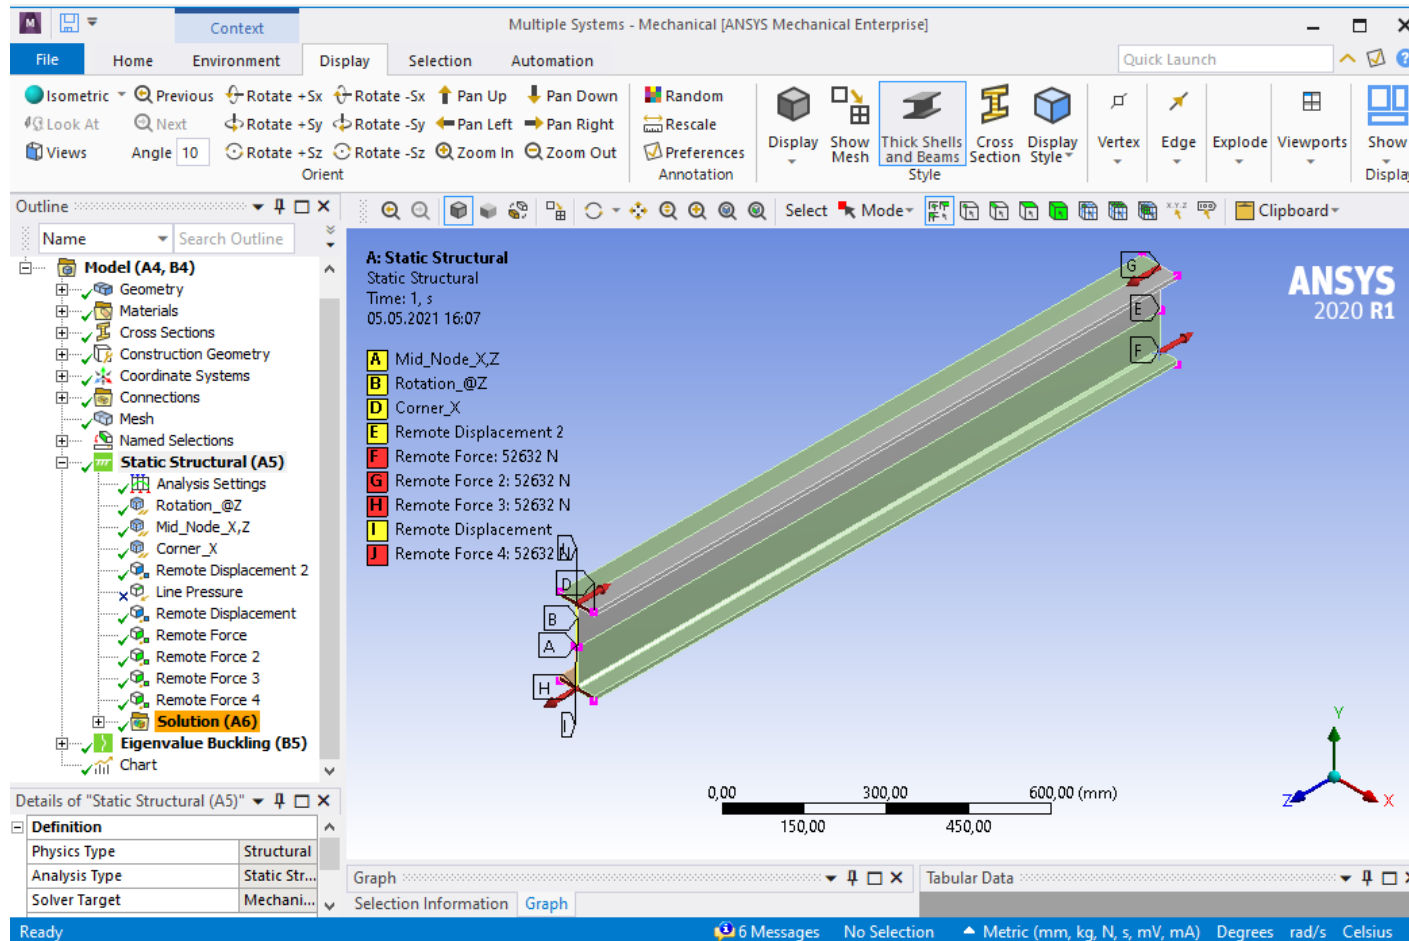 M
Context
Multiple Systems - Mechanical [ANSYS Mechanical Enterprise]
File Home Environment Display Selection Automation
Quick Launch
Isometric Previous Rotate +Sx Rotate -Sx Pan Up Pan Down
Look At Next Rotate +Sy Rotate -Sy Pan Left Pan Right
Views Angle 10 Rotate +Sz Rotate -Sz Zoom In Zoom Out
Orient
Random
Rescale
Preferences
Annotation
Display Show Mesh Thick Shells and Beams Cross Section Display Style
Style
Vertex Edge Explode Viewports Show
Display
Outline
Name Search Outline
Select Mode Clipboard
Model (A4, B4)
Geometry
Materials
Cross Sections
Construction Geometry
Coordinate Systems
Connections
Mesh
Named Selections
Static Structural (A5)
Analysis Settings
Rotation_@Z
Mid_Node_X,Z
Corner_X
Remote Displacement 2
Line Pressure
Remote Displacement
Remote Force
Remote Force 2
Remote Force 3
Remote Force 4
Solution (A6)
Eigenvalue Buckling (B5)
Chart
A: Static Structural
Static Structural
Time: 1, s
05.05.2021 16:07
A Mid_Node_X,Z
B Rotation_@Z
D Corner_X
E Remote Displacement 2
F Remote Force: 52632 N
G Remote Force 2: 52632 N
H Remote Force 3: 52632 N
I Remote Displacement
J Remote Force 4: 52632 N
G
E
F
D
B
A
H
I
ANSYS
2020 R1
Y
Z
X
0,00 300,00 600,00 (mm)
150,00 450,00
Details of "Static Structural (A5)"
Definition
Physics Type Structural
Analysis Type Static Str...
Solver Target Mechani...
Graph
Selection Information Graph
Tabular Data
Ready
6 Messages No Selection Metric (mm, kg, N, s, mV, mA) Degrees rad/s Celsius